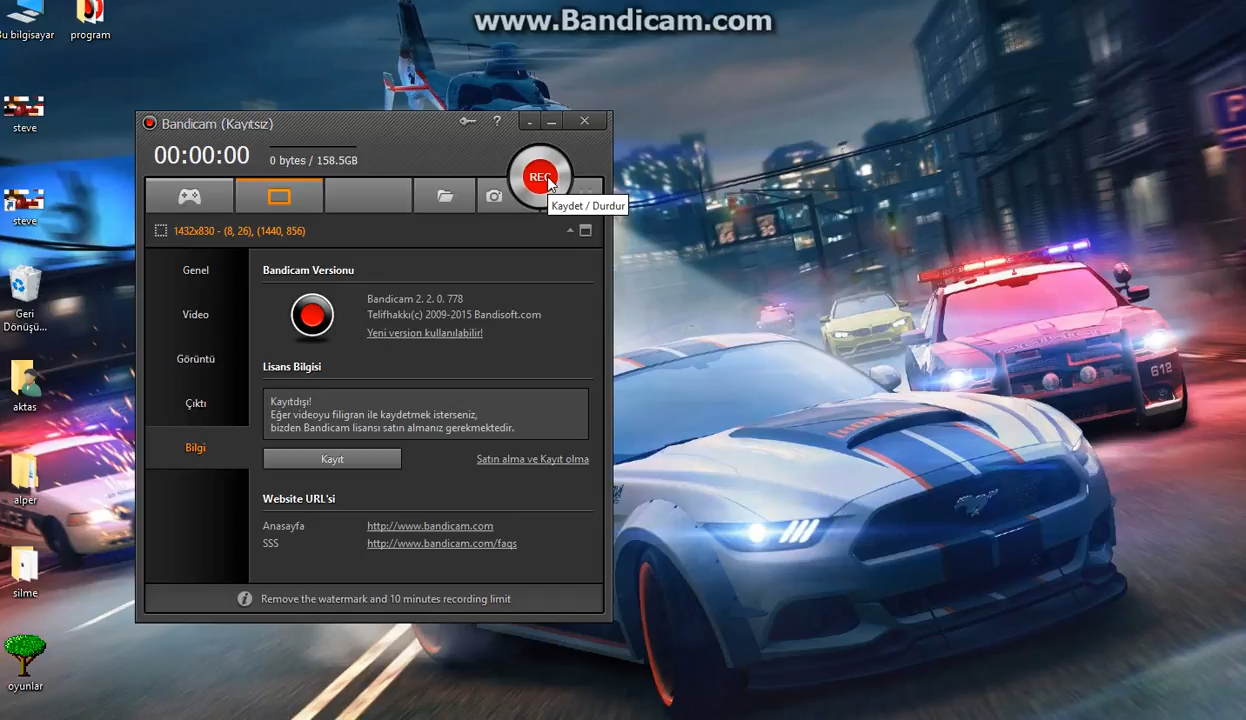 www.Bandicam.com
Bu bilgisayar
program
steve
steve
Geri
Dönüşü...
aktas
alper
silme
oyunlar
Bandicam (Kayıtsız)
?
00:00:00
0 bytes / 158.5GB
REC
Kaydet / Durdur
1432x830 - (8, 26), (1440, 856)
Genel
Video
Görüntü
Çıktı
Bilgi
Bandicam Versionu
Bandicam 2. 2. 0. 778
Telifhakkı(c) 2009-2015 Bandisoft.com
Yeni version kullanılabilir!
Lisans Bilgisi
Kayıtdışı!
Eğer videoyu filigran ile kaydetmek isterseniz,
bizden Bandicam lisansı satın almanız gerekmektedir.
Kayıt
Satın alma ve Kayıt olma
Website URL'si
Anasayfa http://www.bandicam.com
SSS http://www.bandicam.com/faqs
Remove the watermark and 10 minutes recording limit
612
P